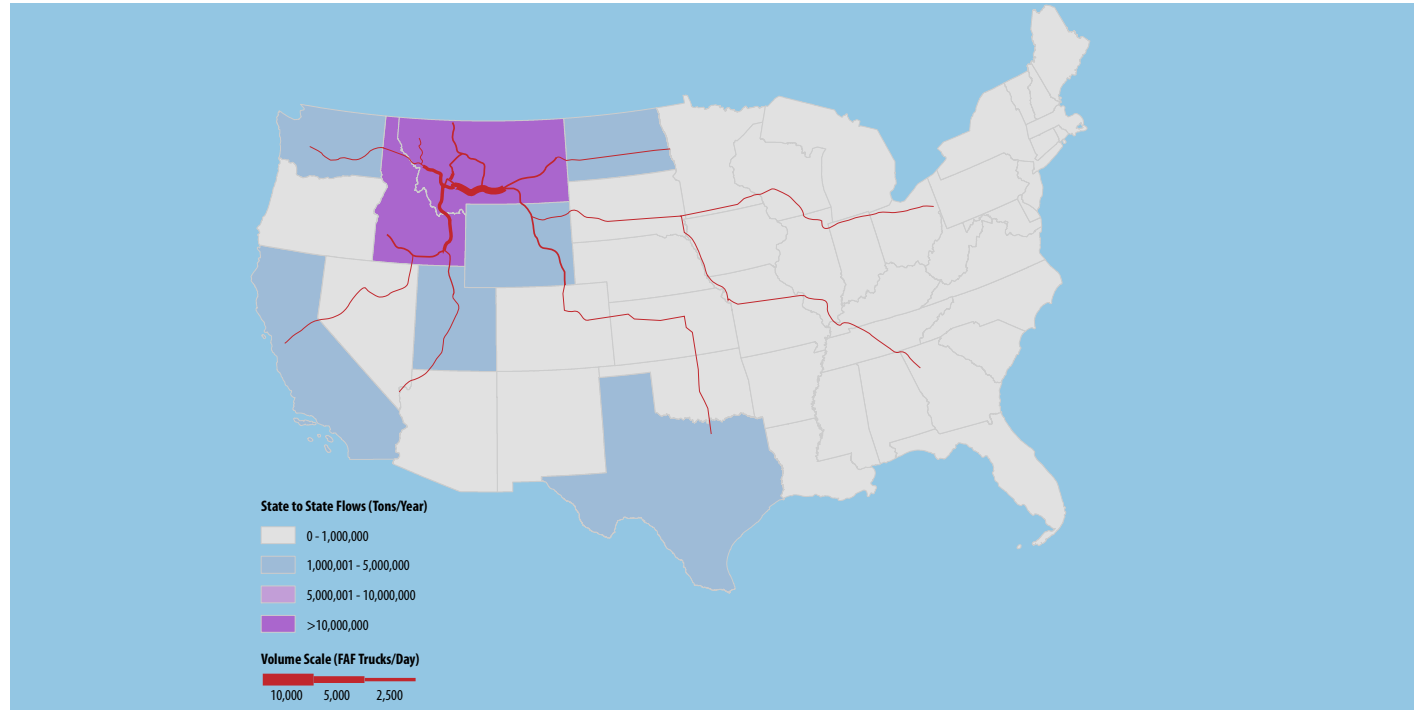 State to State Flows (Tons/Year)
0 - 1,000,000
1,000,001 - 5,000,000
5,000,001 - 10,000,000
>10,000,000
Volume Scale (FAF Trucks/Day)
10,000 5,000 2,500